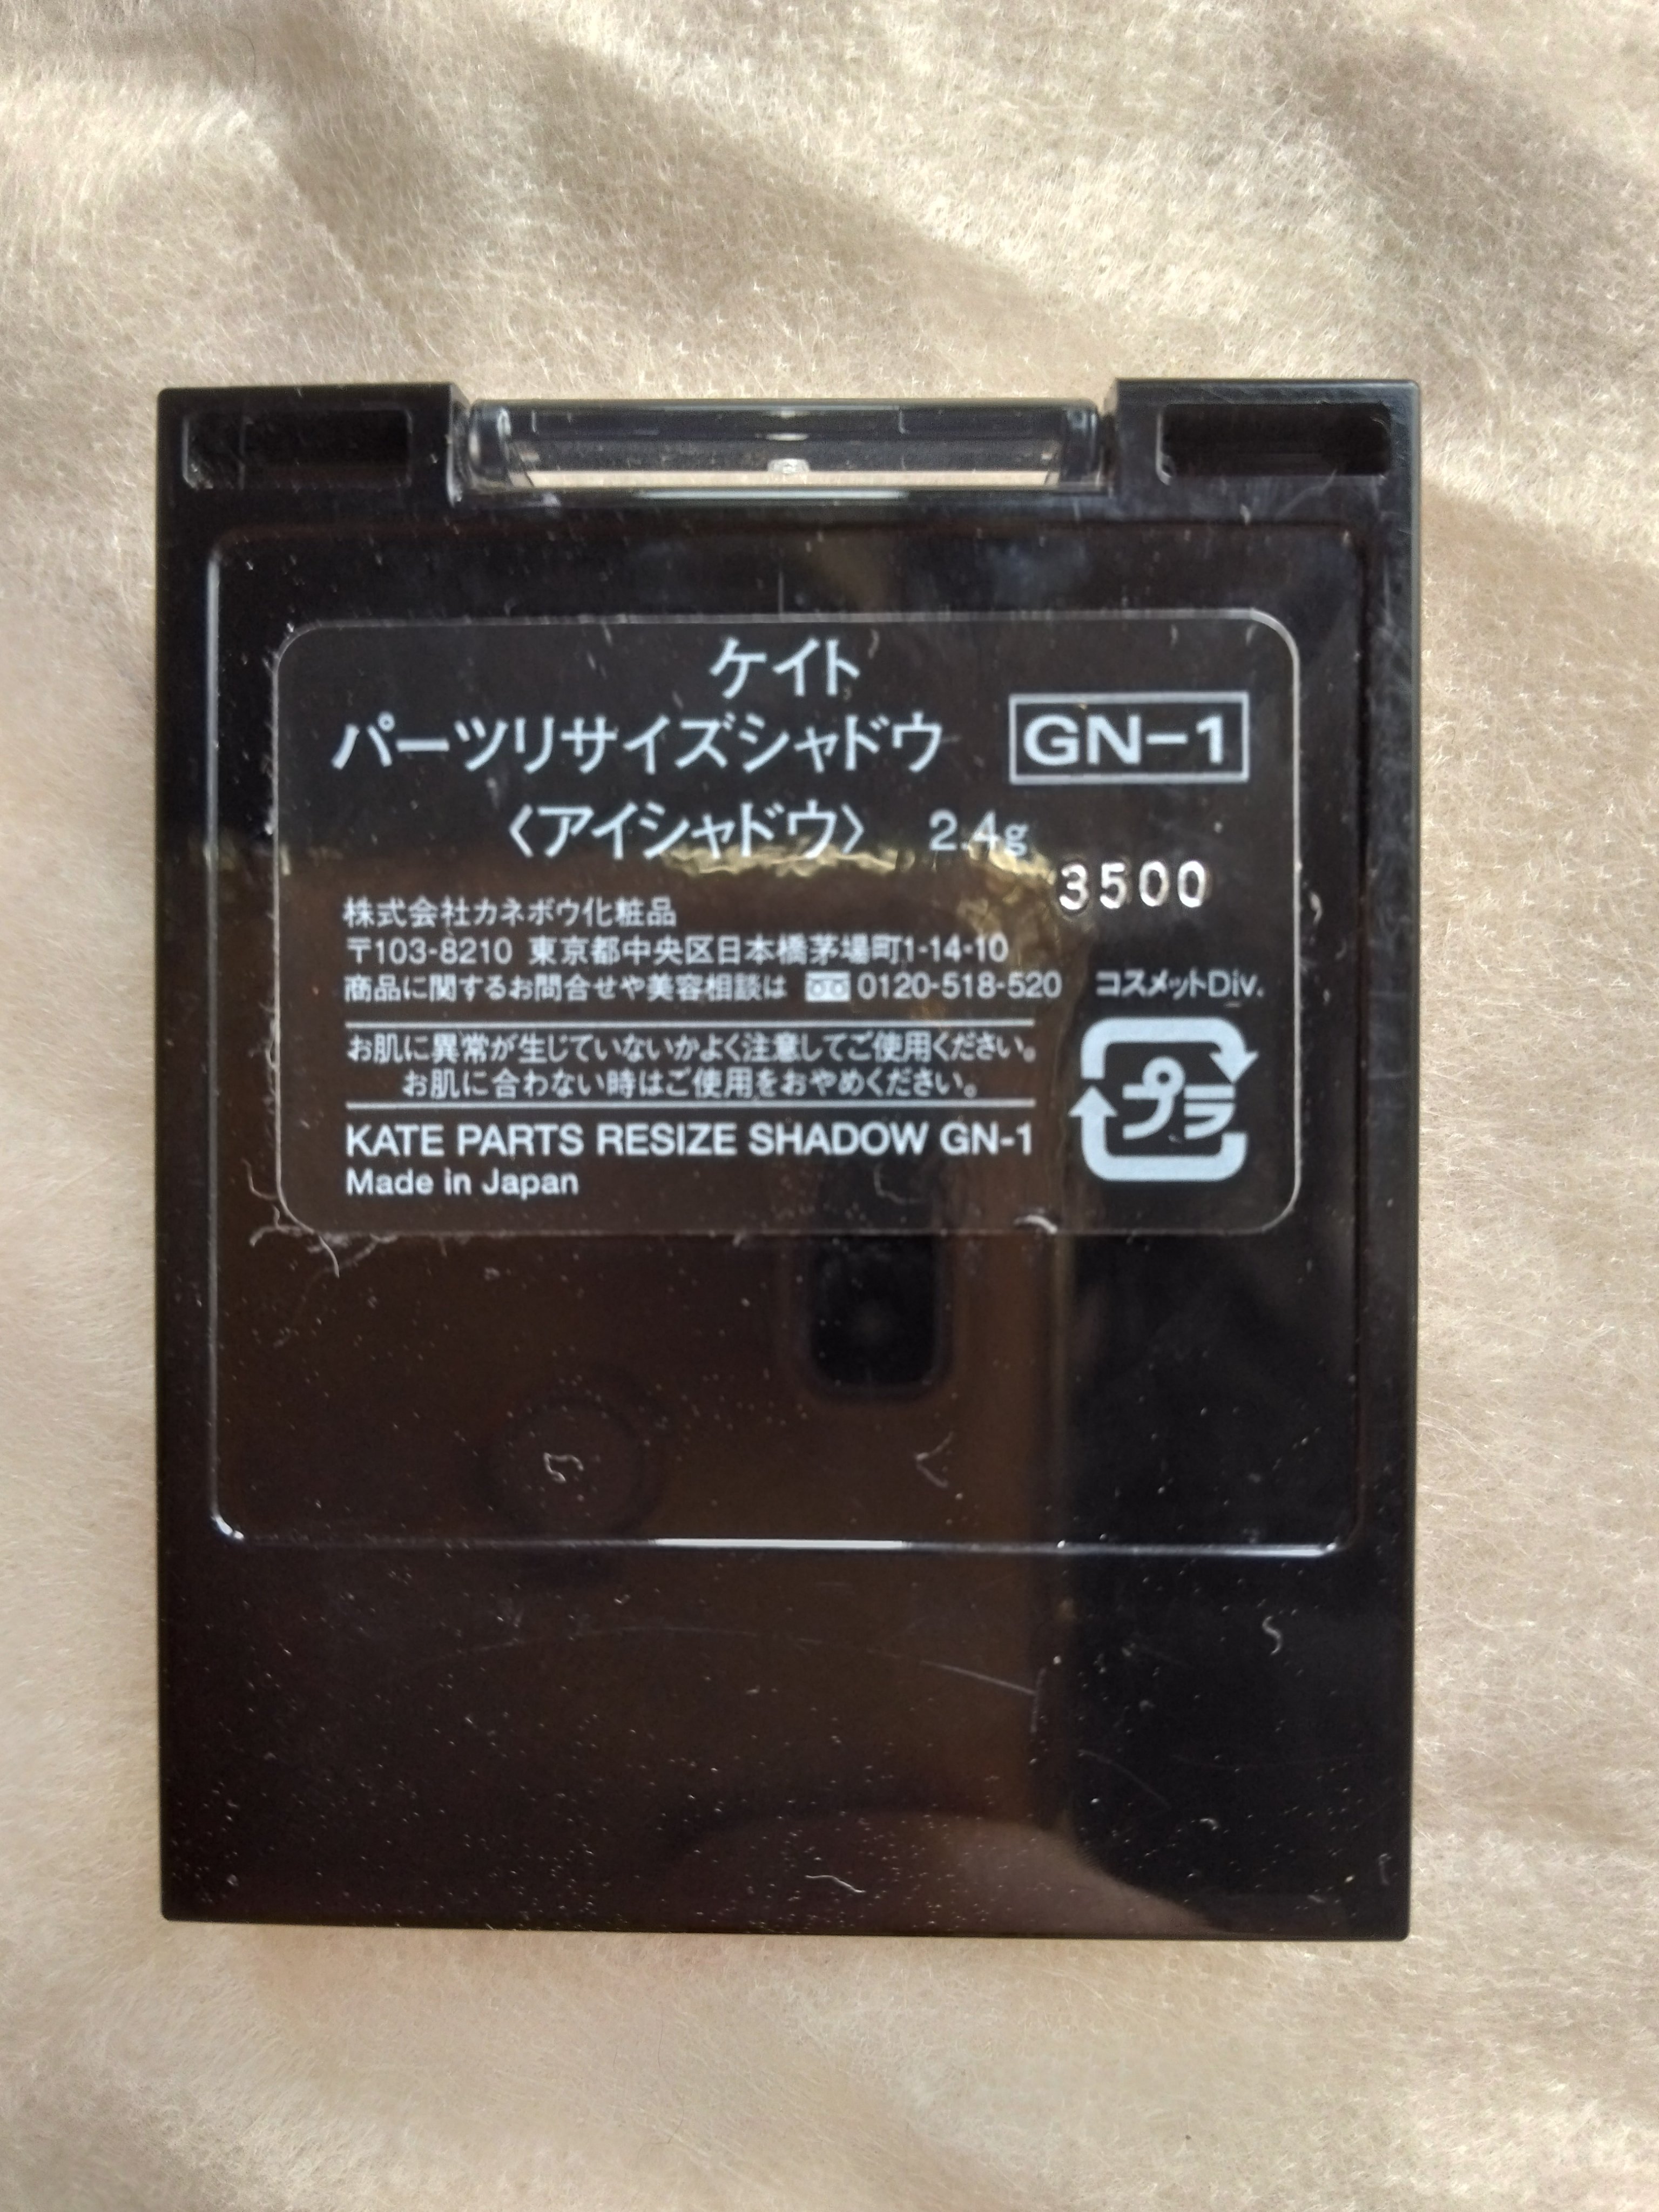 ケイト
パーツリサイズシャドウ GN-1
〈アイシャドウ〉 2.4g
3500
株式会社カネボウ化粧品
〒103-8210 東京都中央区日本橋茅場町1-14-10
商品に関するお問合せや美容相談は 0120-518-520 コスメットDiv.
お肌に異常が生じていないかよく注意してご使用ください。
お肌に合わない時はご使用をおやめください。
プラ
KATE PARTS RESIZE SHADOW GN-1
Made in Japan